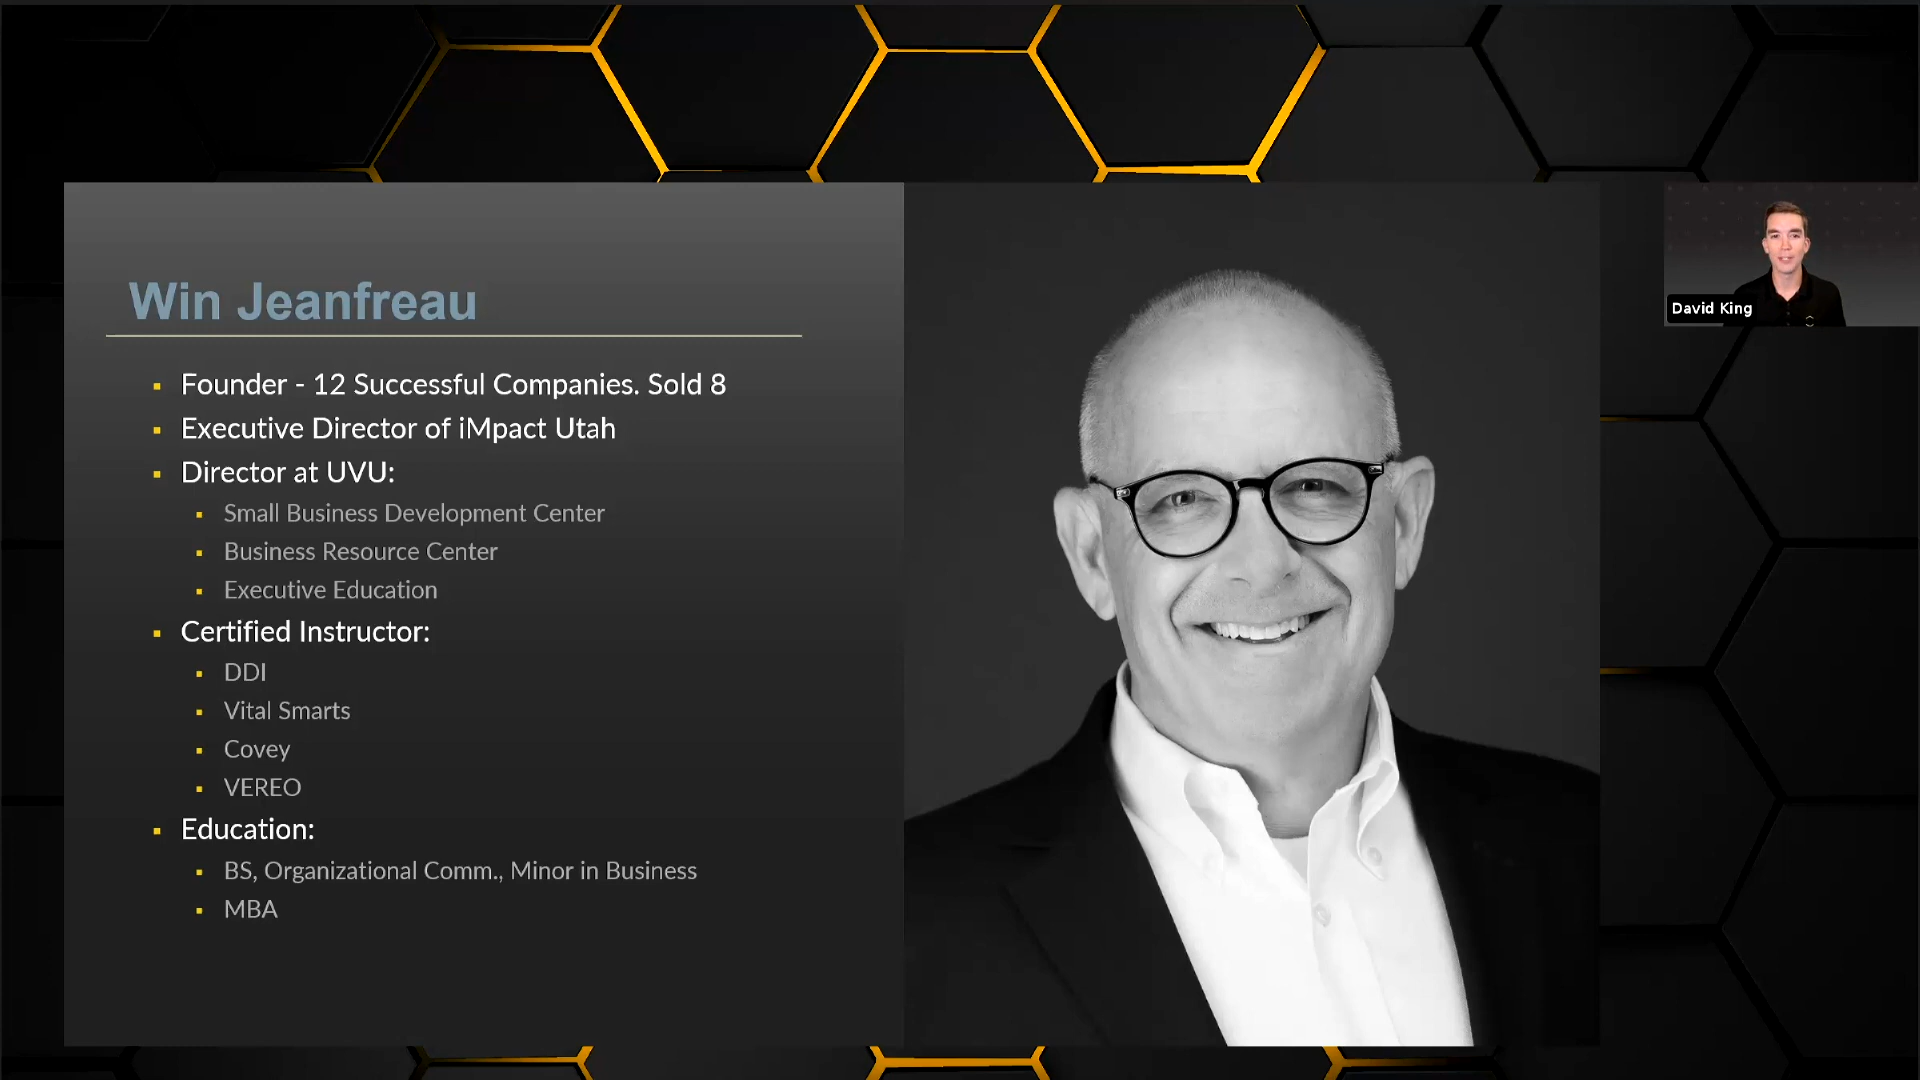 Win Jeanfreau
Founder - 12 Successful Companies. Sold 8
Executive Director of iMpact Utah
Director at UVU:
Small Business Development Center
Business Resource Center
Executive Education
Certified Instructor:
DDI
Vital Smarts
Covey
VEREO
Education:
BS, Organizational Comm., Minor in Business
MBA
David King